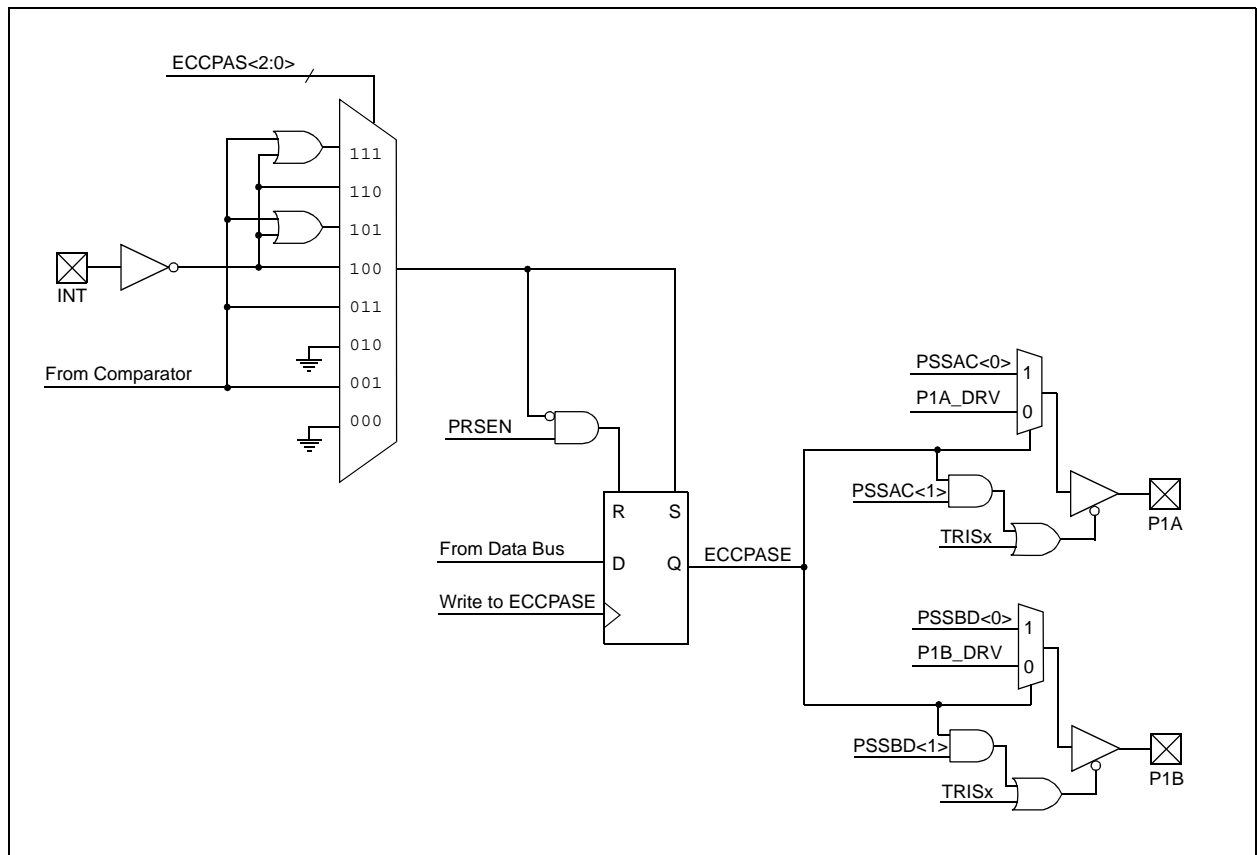 ECCPAS<2:0>
111
110
101
100
INT
011
010
From Comparator
001
000
PRSEN
R
S
From Data Bus
D
Q
ECCPASE
Write to ECCPASE
PSSAC<0>
1
P1A_DRV
0
PSSAC<1>
TRISx
P1A
PSSBD<0>
1
P1B_DRV
0
PSSBD<1>
TRISx
P1B